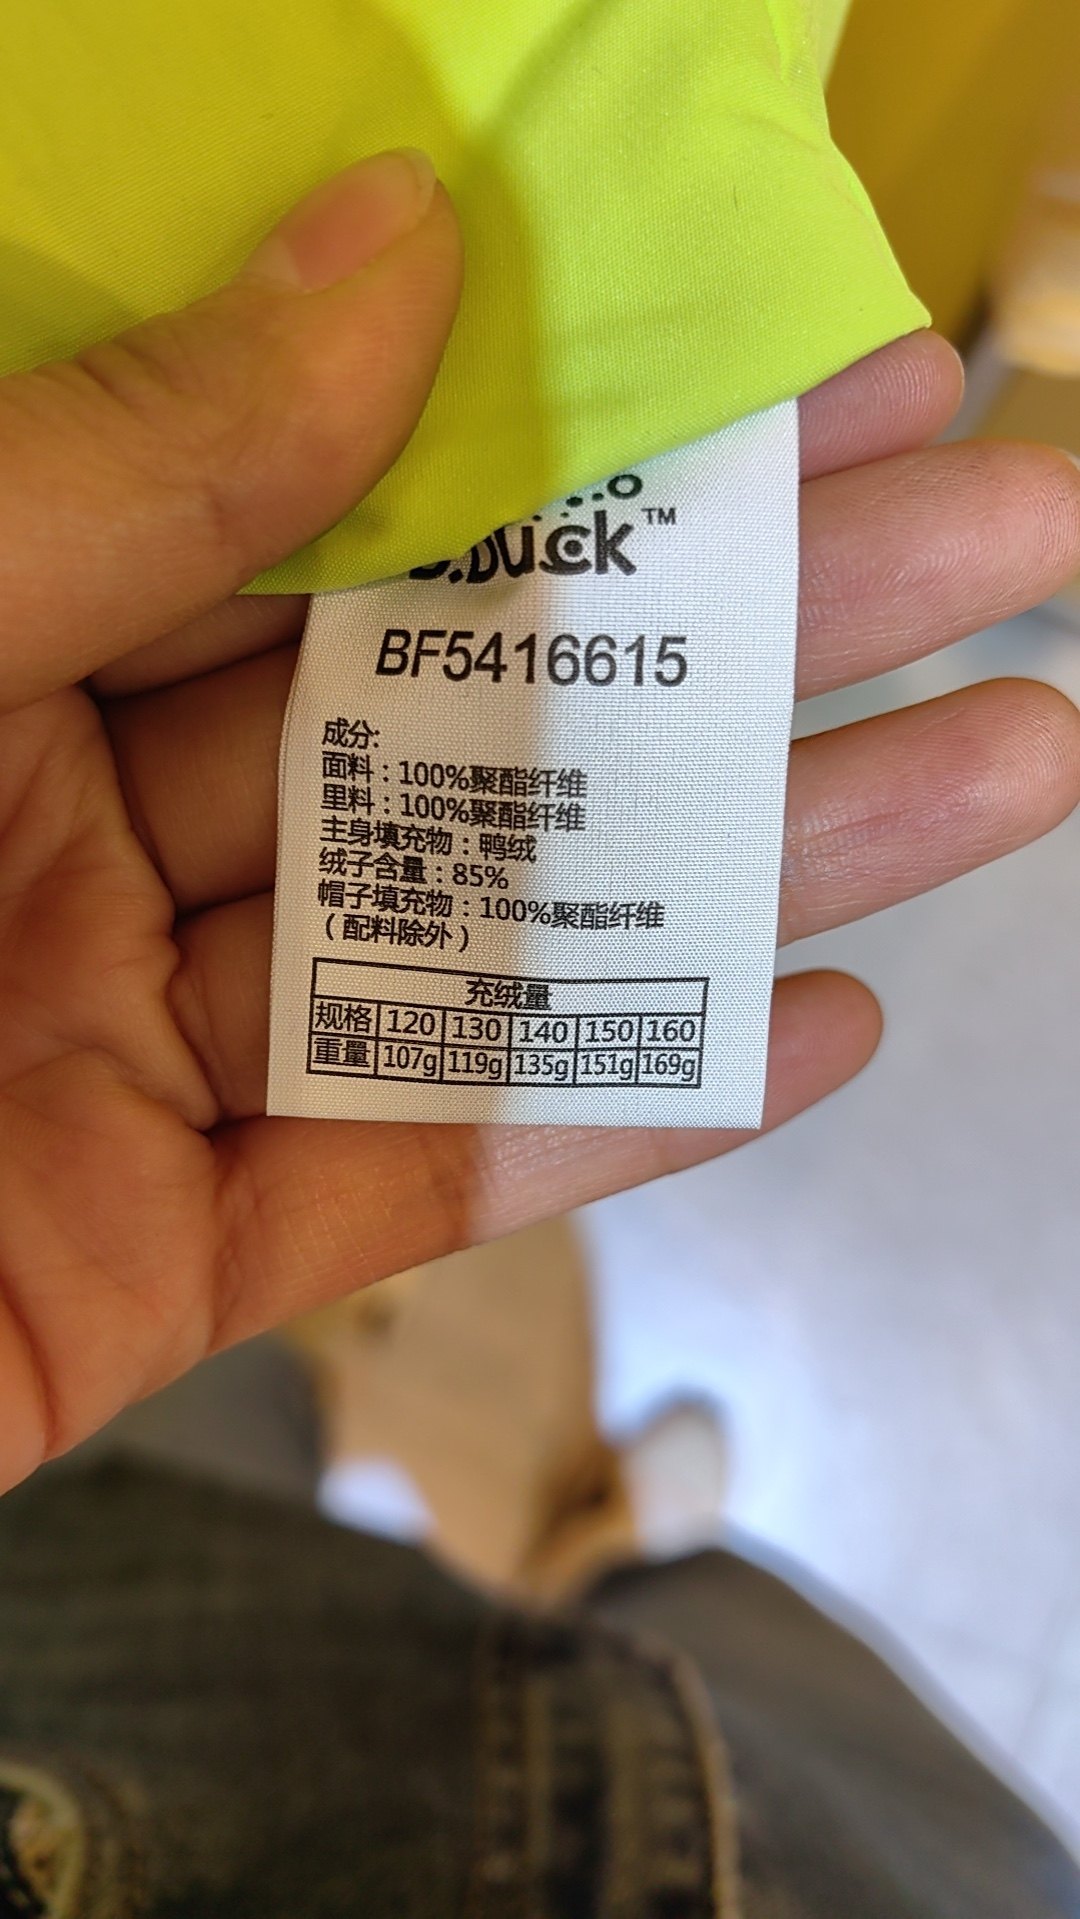 B.Duck™
BF5416615
成分:
面料：100%聚酯纤维
里料：100%聚酯纤维
主身填充物：鸭绒
绒子含量：85%
帽子填充物：100%聚酯纤维
（配料除外）
充绒量
规格 120 130 140 150 160
重量 107g 119g 135g 151g 169g